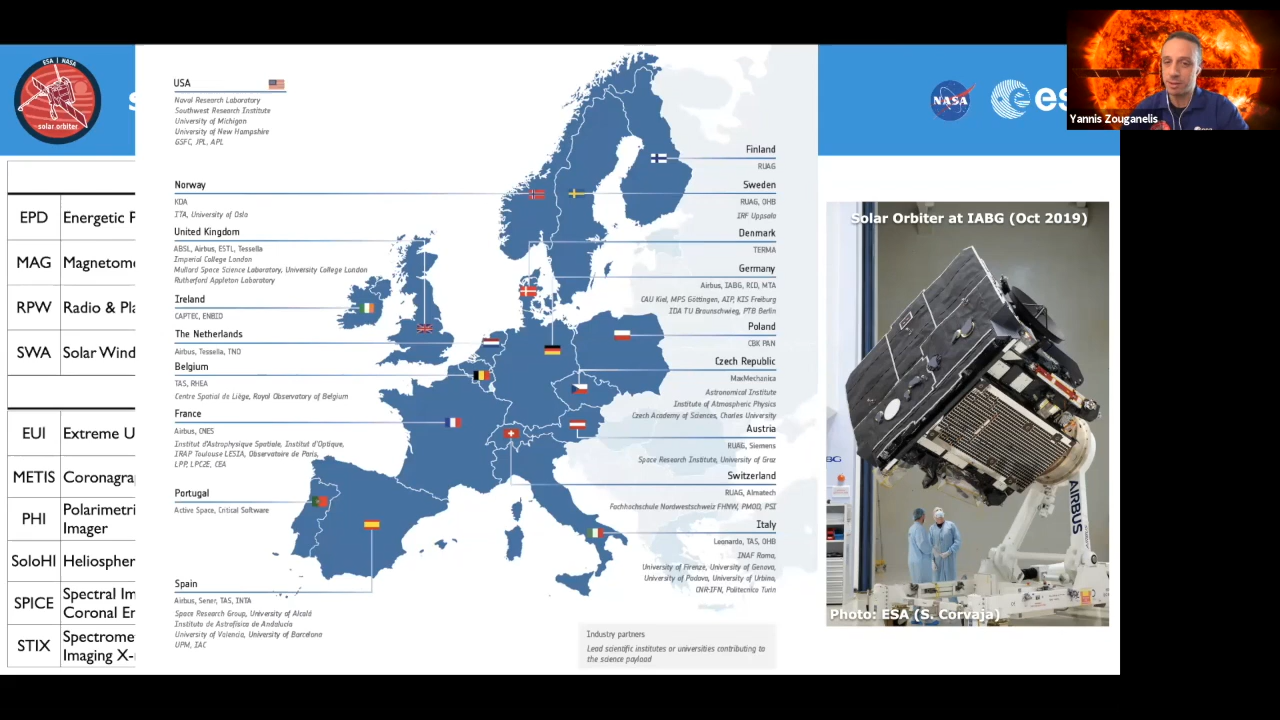 ESA | NASA
solar.orbiter
NASA
Yannis Zouganelis
EPD
Energetic
MAG
Magnetome
RPW
Radio & Pla
SWA
Solar Wind
EUI
Extreme U
METIS
Coronagra
PHI
Polarimetri
Imager
SoloHI
Heliospher
SPICE
Spectral Im
Coronal En
STIX
Spectrome
Imaging X-
USA
Naval Research Laboratory
Southwest Research Institute
University of Michigan
University of New Hampshire
GSFC, JPL, APL
Norway
KDA
ITA, University of Oslo
United Kingdom
ABSL, Airbus, ESTL, Tessella
Imperial College London
Mullard Space Science Laboratory, University College London
Rutherford Appleton Laboratory
Ireland
CAPTEC, ENBIO
The Netherlands
Airbus, Tessella, TNO
Belgium
TAS, RHEA
Centre Spatial de Liège, Royal Observatory of Belgium
France
Airbus, CNES
Institut d'Astrophysique Spatiale, Institut d'Optique,
IRAP Toulouse LESIA, Observatoire de Paris,
LPP, LPC2E, CEA
Portugal
Active Space, Critical Software
Spain
Airbus, Sener, TAS, INTA
Space Research Group, University of Alcalá
Instituto de Astrofísica de Andalucía
University of Valencia, University of Barcelona
UPM, IAC
Finland
RUAG
Sweden
RUAG, OHB
IRF Uppsala
Denmark
TERMA
Germany
Airbus, IABG, RCD, MTA
CAU Kiel, MPS Göttingen, AIP, KIS Freiburg
IDA TU Braunschweig, PTB Berlin
Poland
CBK PAN
Czech Republic
MaxMechanica
Astronomical Institute
Institute of Atmospheric Physics
Czech Academy of Sciences, Charles University
Austria
RUAG, Siemens
Space Research Institute, University of Graz
Switzerland
RUAG, Almatech
Fachhochschule Nordwestschweiz FHNW, PMOD, PSI
Italy
Leonardo, TAS, OHB
INAF Roma,
University of Firenze, University of Genova,
University of Padova, University of Urbino,
CNR-IFN, Politecnico Turin
Industry partners
Lead scientific institutes or universities contributing to
the science payload
Solar Orbiter at IABG (Oct 2019)
AIRBUS
Photo: ESA (S. Corvaja)